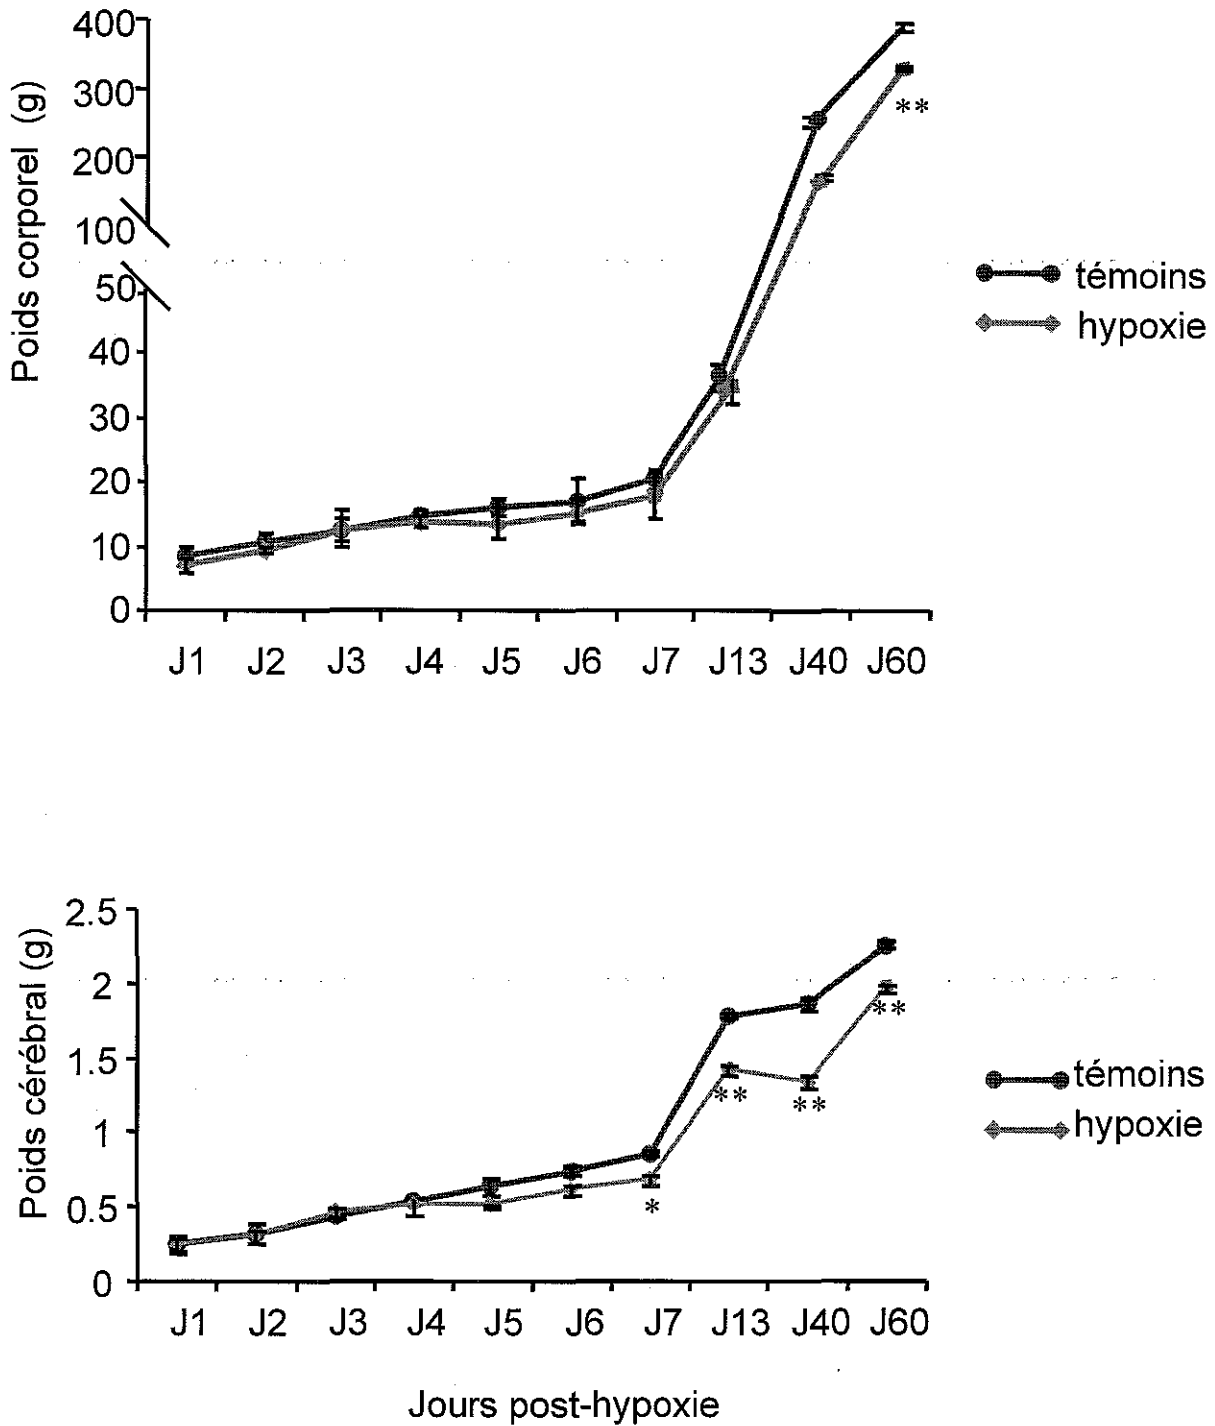 Poids corporel (g)
400
300
200
100
50
40
30
20
10
0
témoins
hypoxie
**
J1 J2 J3 J4 J5 J6 J7 J13 J40 J60
Poids cérébral (g)
2.5
2
1.5
1
0.5
0
témoins
hypoxie
*
**
**
**
J1 J2 J3 J4 J5 J6 J7 J13 J40 J60
Jours post-hypoxie